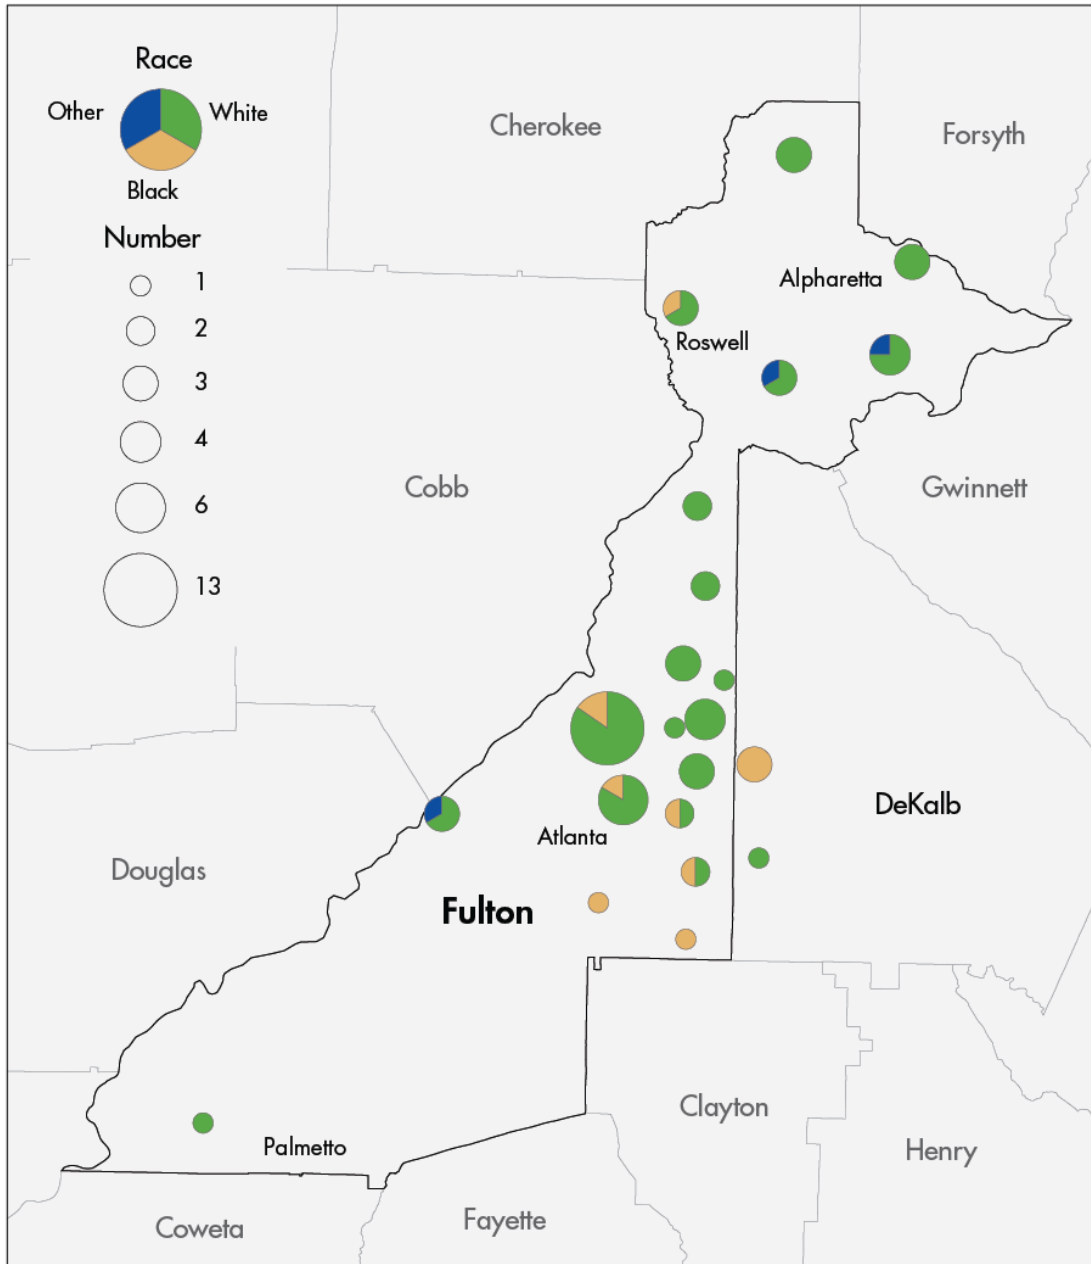 Race
Other
White
Black
Number
1
2
3
4
6
13
Cherokee
Forsyth
Alpharetta
Roswell
Cobb
Gwinnett
DeKalb
Atlanta
Douglas
Fulton
Clayton
Palmetto
Henry
Coweta
Fayette